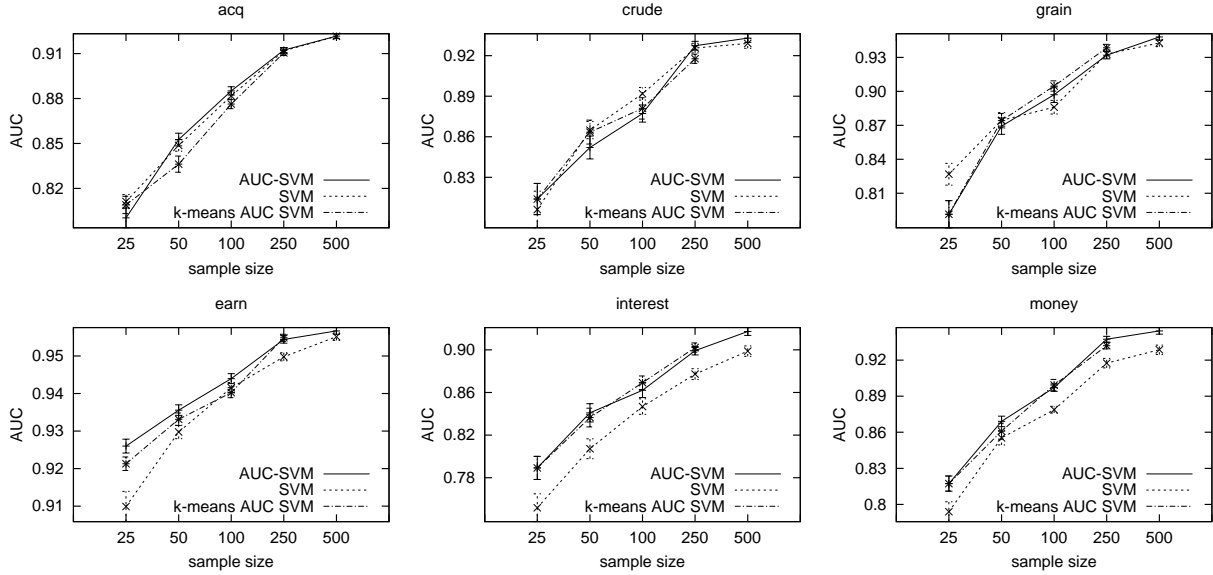 acq
AUC
0.91
0.88
0.85
0.82
AUC-SVM
SVM
k-means AUC SVM
25 50 100 250 500
sample size
crude
AUC
0.92
0.89
0.86
0.83
AUC-SVM
SVM
k-means AUC SVM
25 50 100 250 500
sample size
grain
AUC
0.93
0.90
0.87
0.84
0.81
AUC-SVM
SVM
k-means AUC SVM
25 50 100 250 500
sample size
earn
AUC
0.95
0.94
0.93
0.92
0.91
AUC-SVM
SVM
k-means AUC SVM
25 50 100 250 500
sample size
interest
AUC
0.90
0.86
0.82
0.78
AUC-SVM
SVM
k-means AUC SVM
25 50 100 250 500
sample size
money
AUC
0.92
0.89
0.86
0.83
0.8
AUC-SVM
SVM
k-means AUC SVM
25 50 100 250 500
sample size